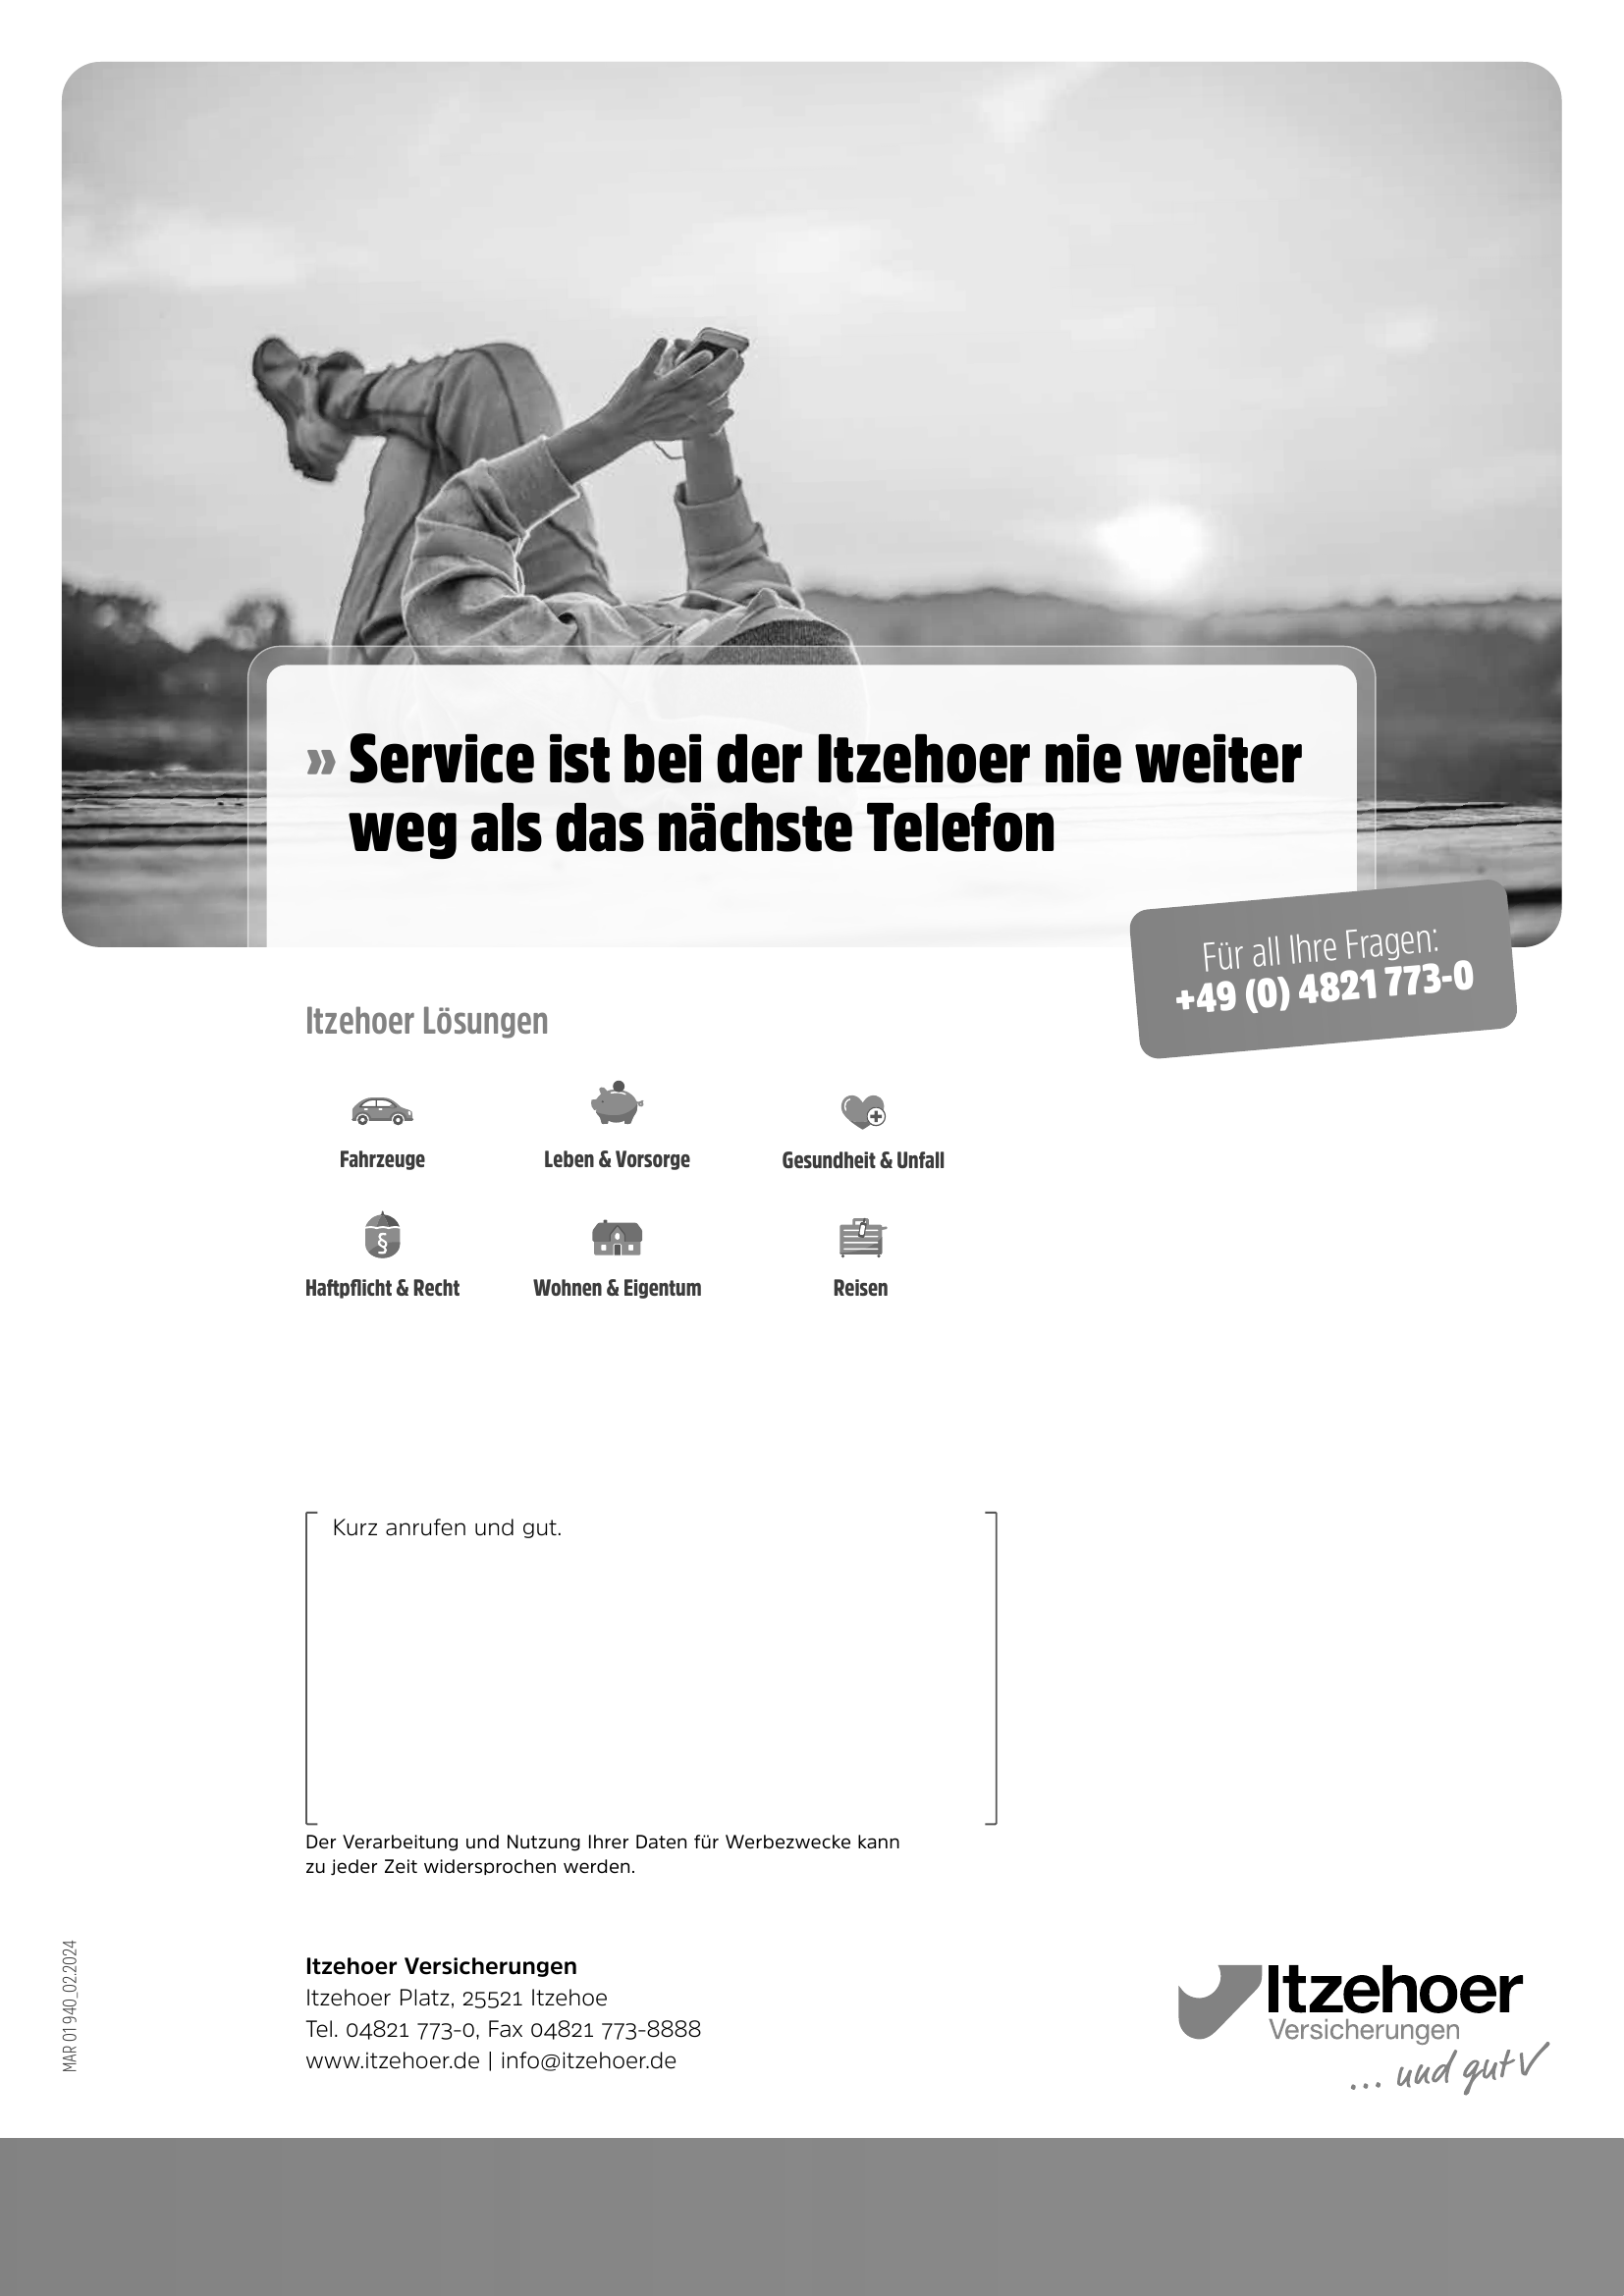 » Service ist bei der Itzehoer nie weiter
weg als das nächste Telefon
Für all Ihre Fragen:
+49 (0) 4821 773-0
Itzehoer Lösungen
Fahrzeuge
Leben & Vorsorge
Gesundheit & Unfall
§
Haftpflicht & Recht
Wohnen & Eigentum
Reisen
Kurz anrufen und gut.
Der Verarbeitung und Nutzung Ihrer Daten für Werbezwecke kann
zu jeder Zeit widersprochen werden.
MAR 01 940_02.2024
Itzehoer Versicherungen
Itzehoer Platz, 25521 Itzehoe
Tel. 04821 773-0, Fax 04821 773-8888
www.itzehoer.de | info@itzehoer.de
Itzehoer
Versicherungen
... und gut✓